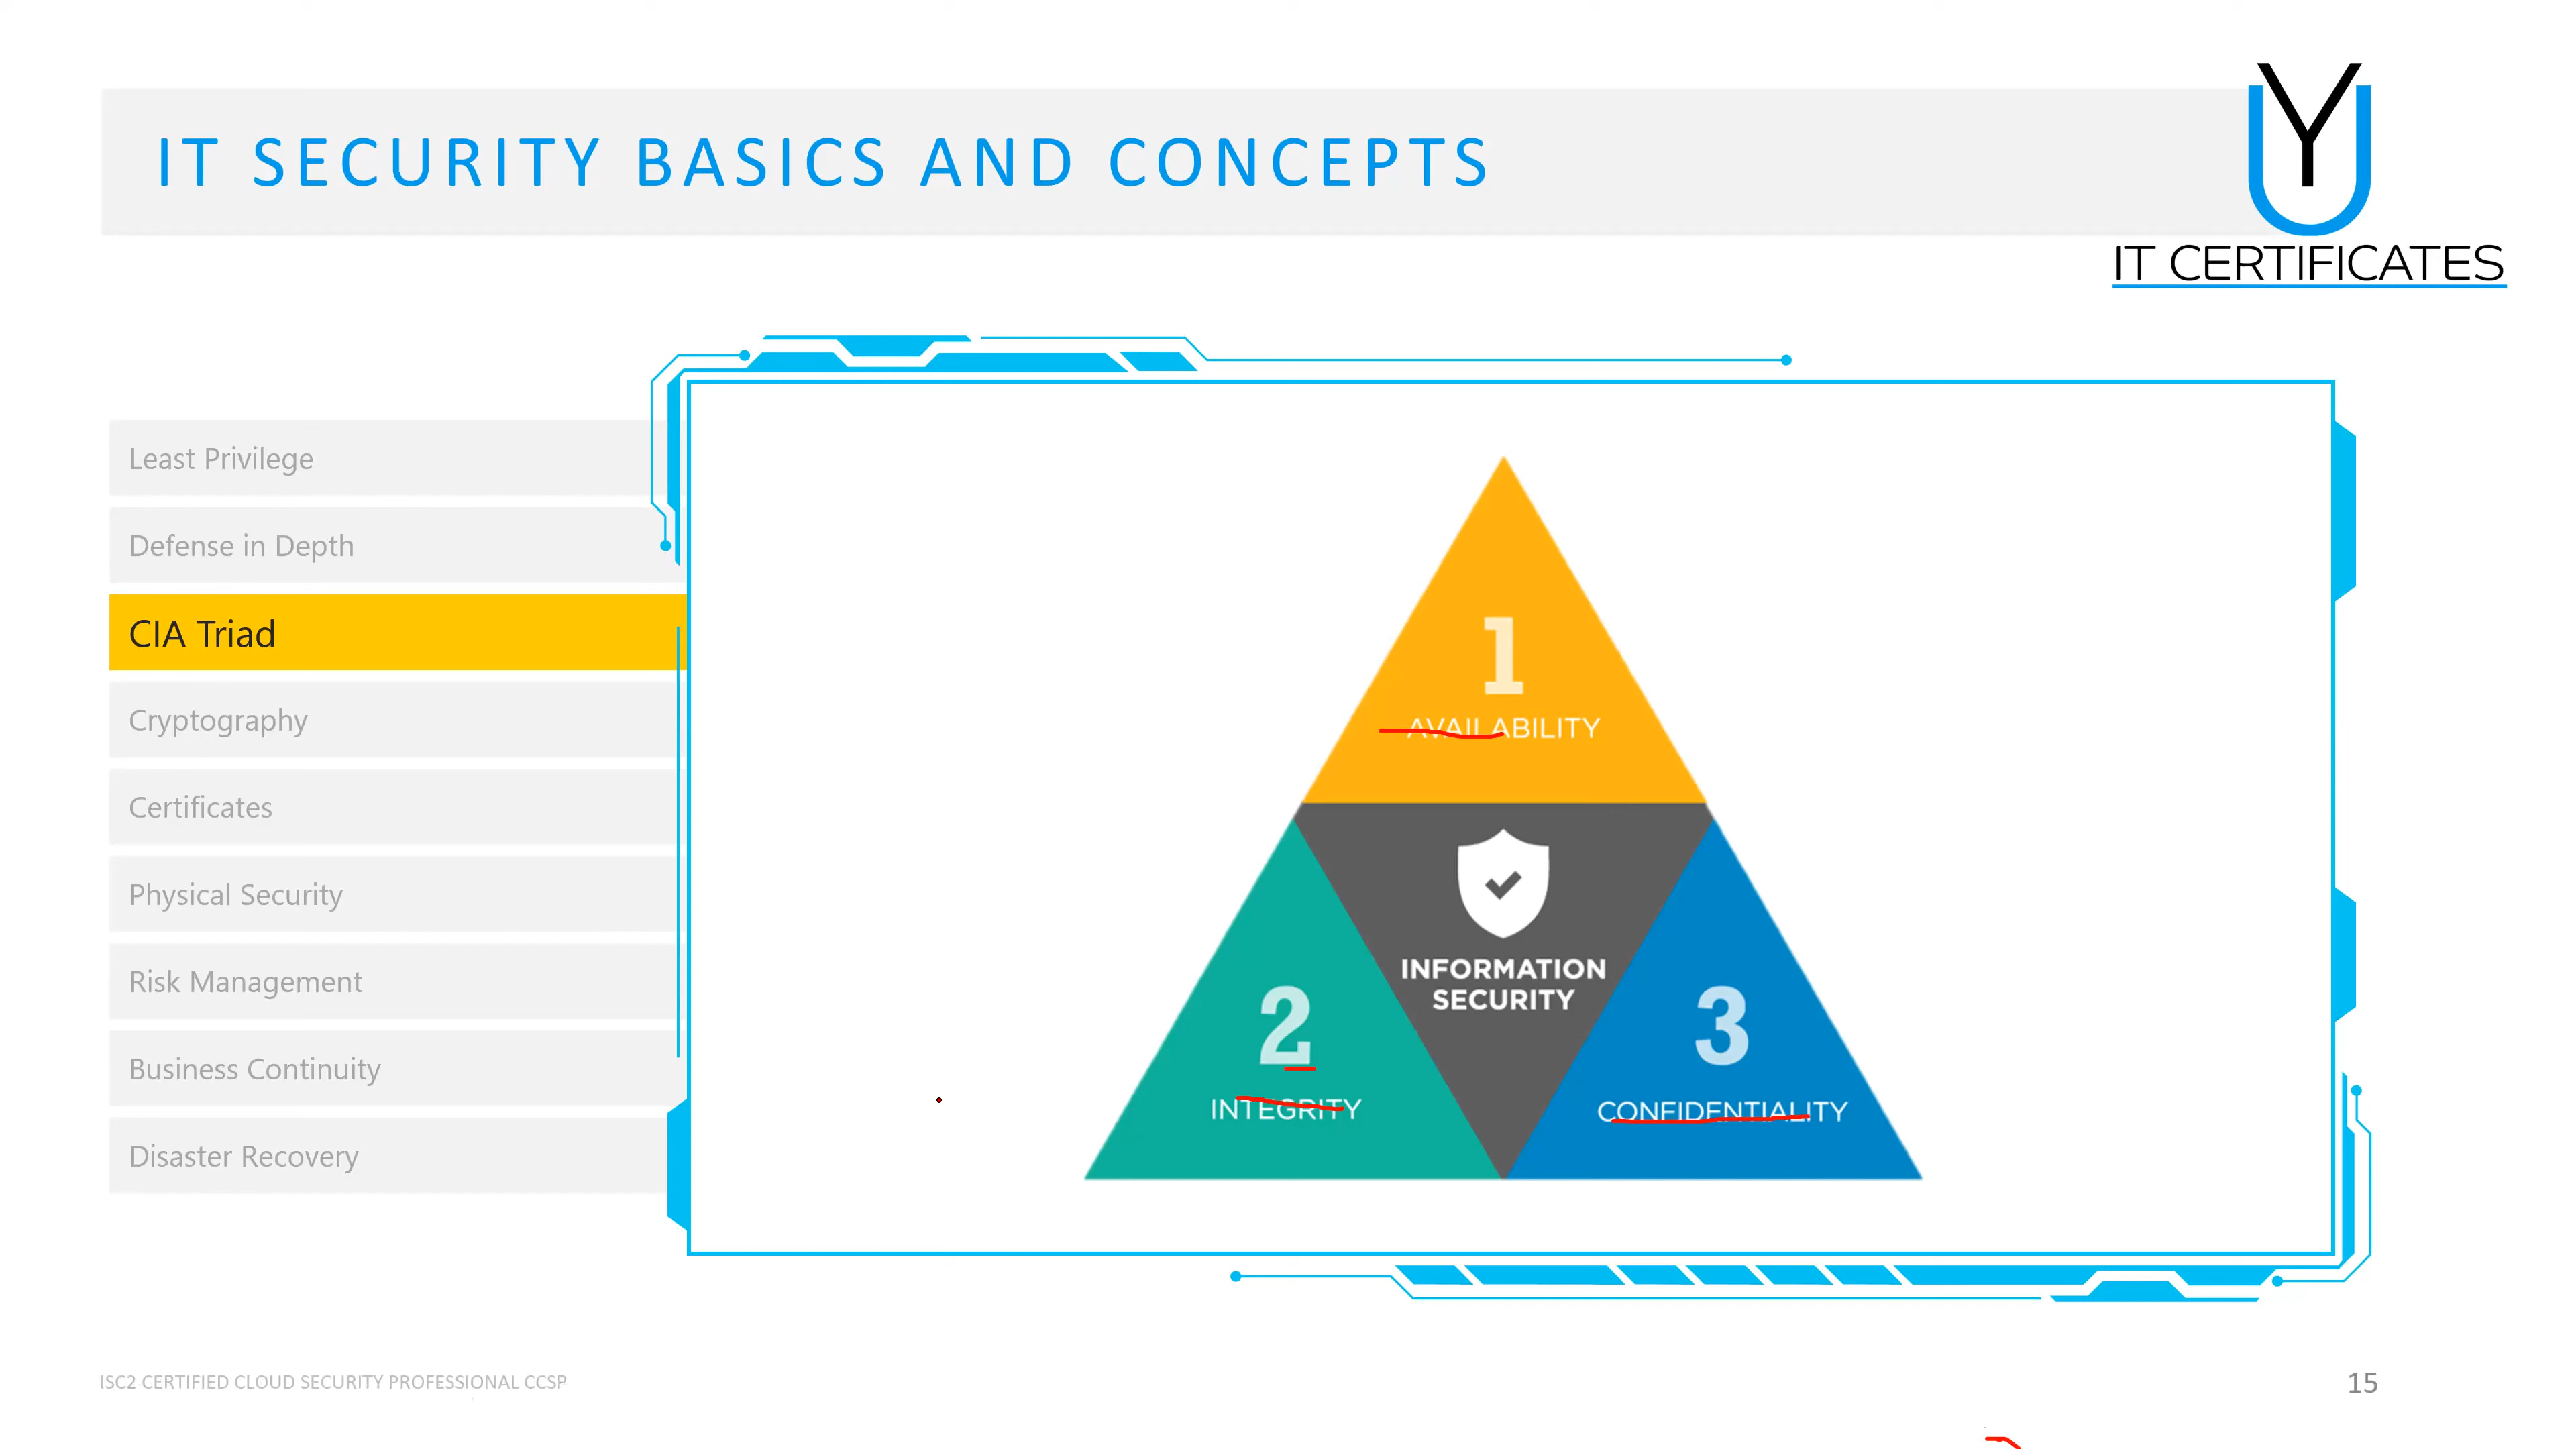 IT SECURITY BASICS AND CONCEPTS
YU
IT CERTIFICATES
Least Privilege
Defense in Depth
CIA Triad
Cryptography
Certificates
Physical Security
Risk Management
Business Continuity
Disaster Recovery
1
AVAILABILITY
INFORMATION
SECURITY
2
INTEGRITY
3
CONFIDENTIALITY
ISC2 CERTIFIED CLOUD SECURITY PROFESSIONAL CCSP
15